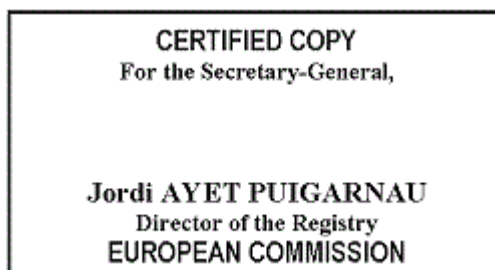 CERTIFIED COPY
For the Secretary-General,
Jordi AYET PUIGARNAU
Director of the Registry
EUROPEAN COMMISSION